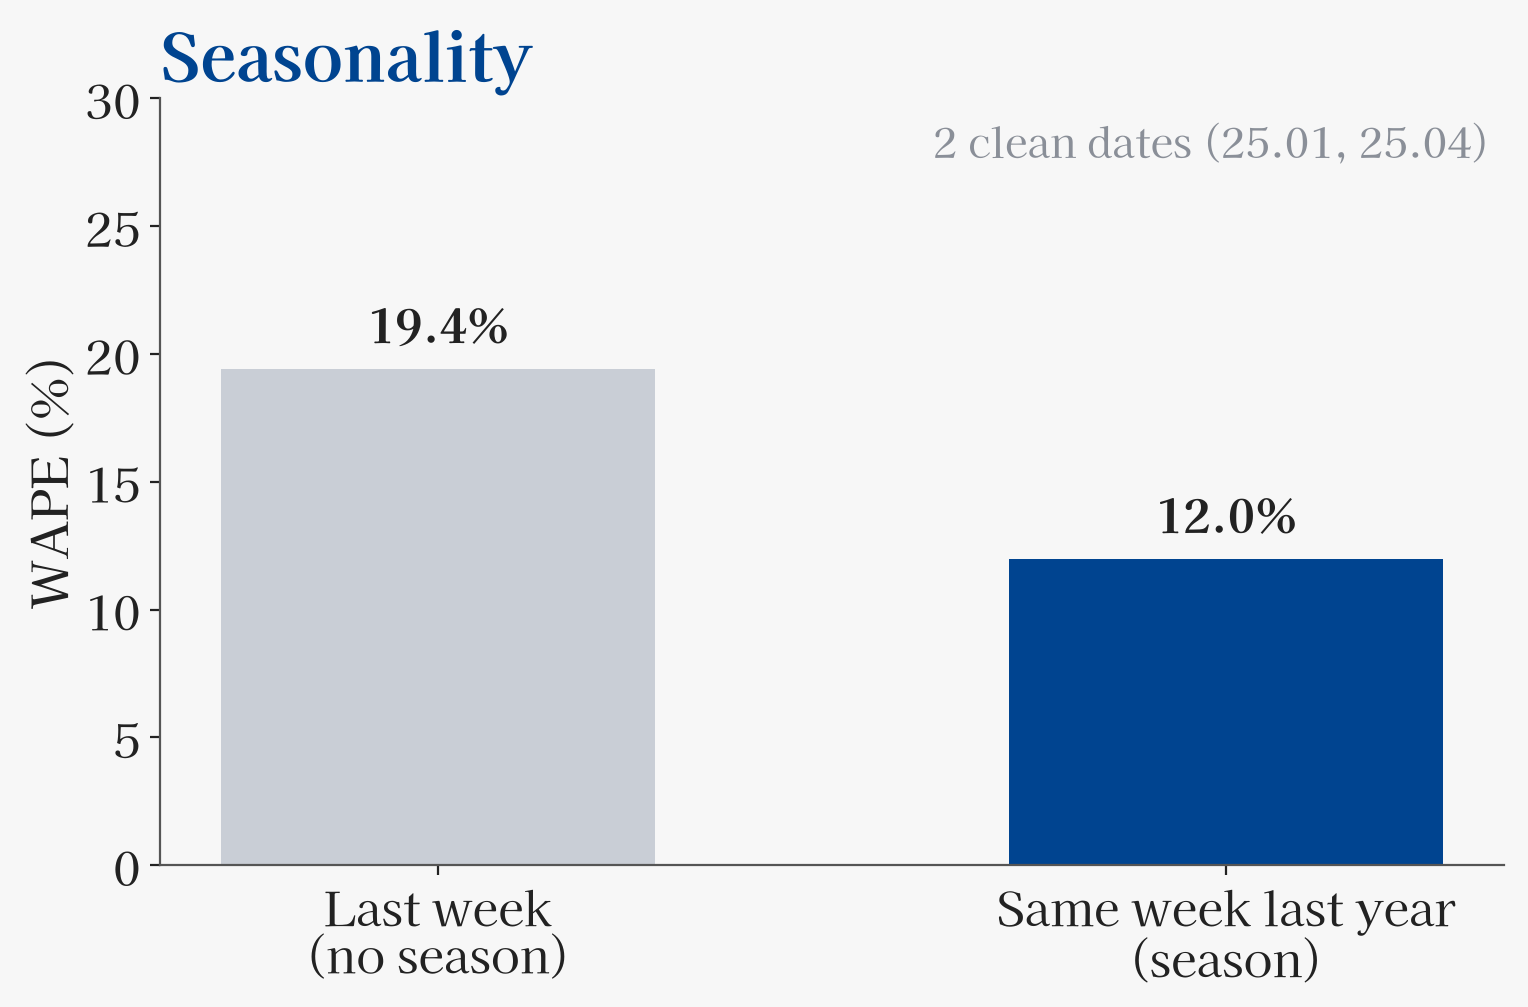 Seasonality
2 clean dates (25.01, 25.04)
WAPE (%)
30
25
20
15
10
5
0
19.4%
12.0%
Last week
(no season)
Same week last year
(season)